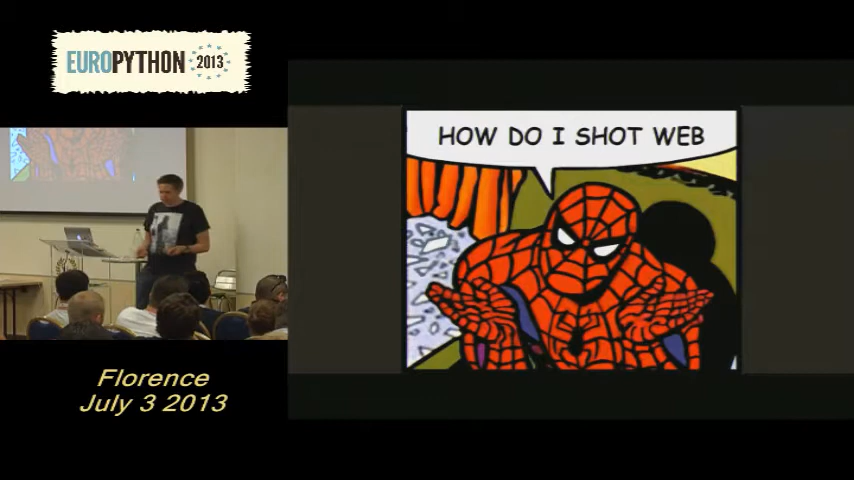 EUROPYTHON 2013
HOW DO I SHOT WEB
Florence
July 3 2013